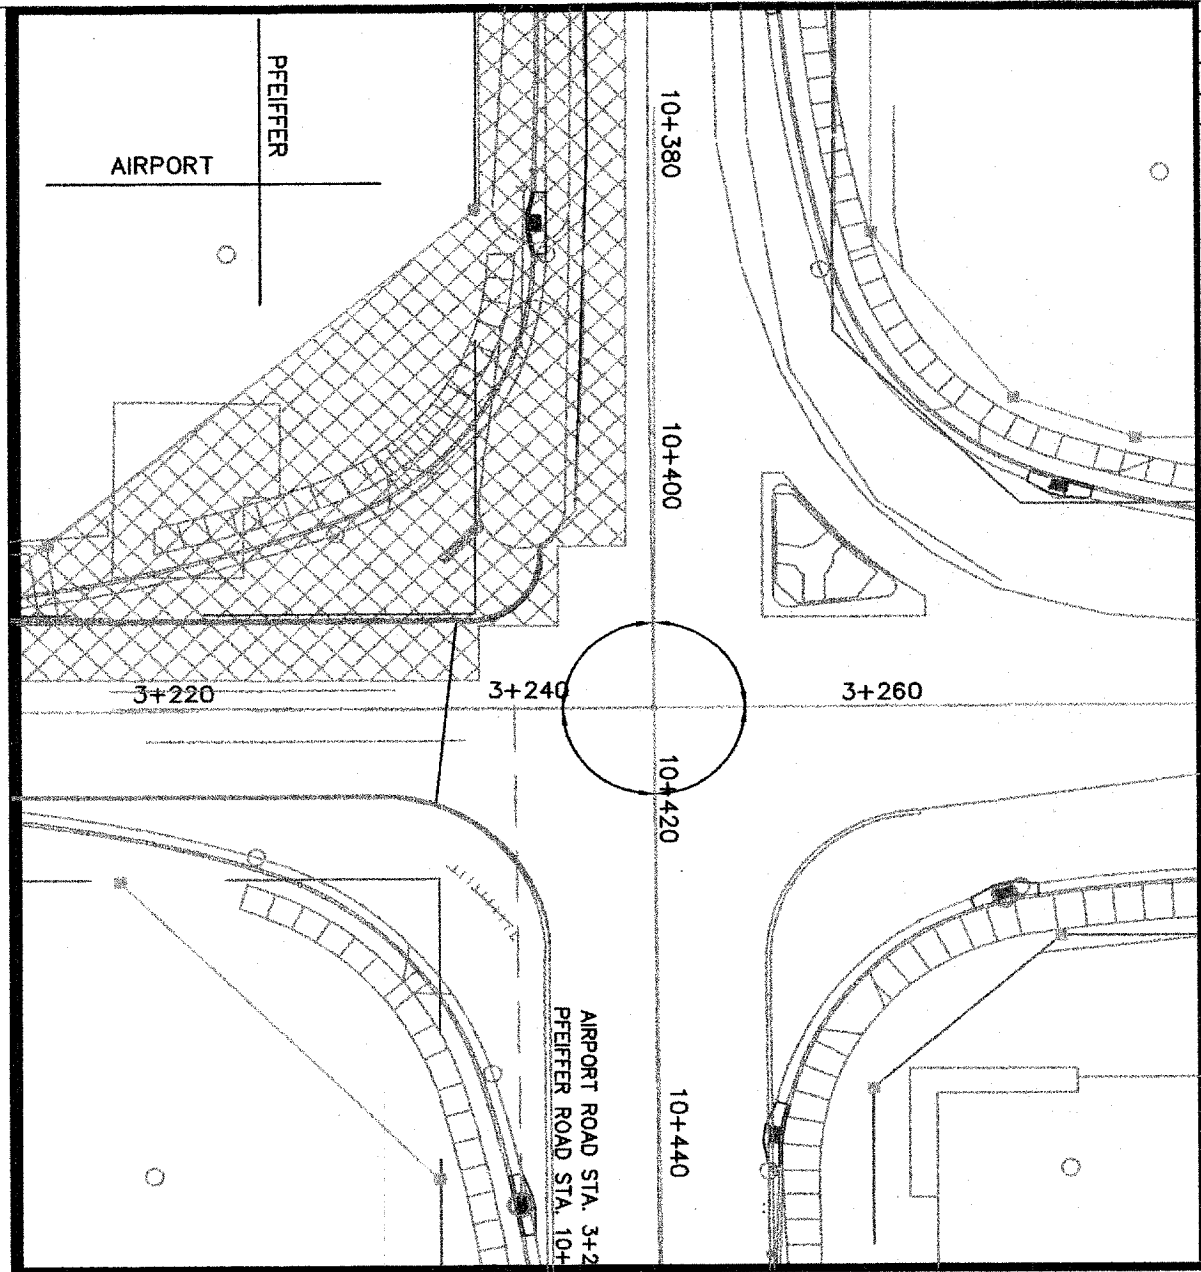 PFEIFFER
AIRPORT
10+380
10+400
3+220
3+240
3+260
10+420
10+440
AIRPORT ROAD STA. 3+2
PFEIFFER ROAD STA. 10+